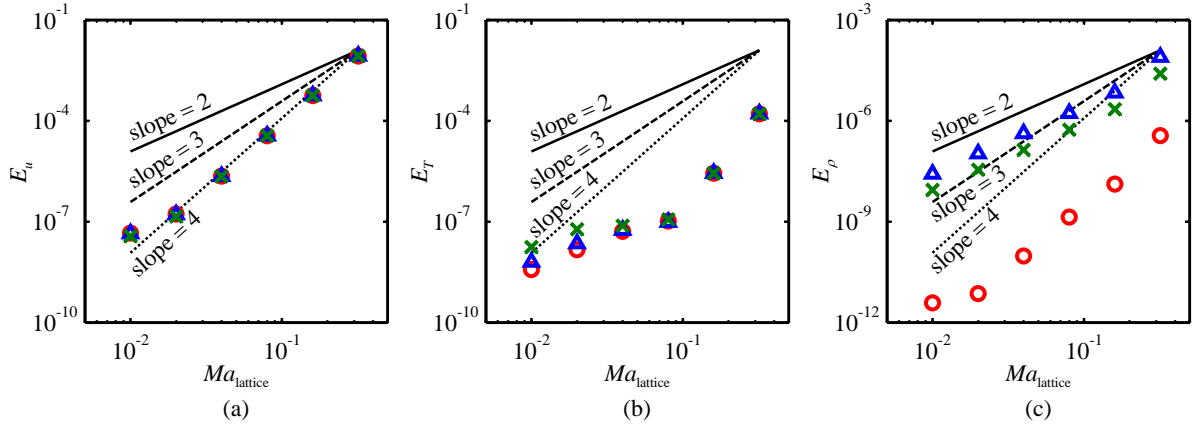 10^-1
10^-4
10^-7
10^-10
E_u
slope = 2
slope = 3
slope = 4
10^-2
10^-1
Ma_lattice
(a)
10^-1
10^-4
10^-7
10^-10
E_T
slope = 2
slope = 3
slope = 4
10^-2
10^-1
Ma_lattice
(b)
10^-3
10^-6
10^-9
10^-12
E_ρ
slope = 2
slope = 3
slope = 4
10^-2
10^-1
Ma_lattice
(c)